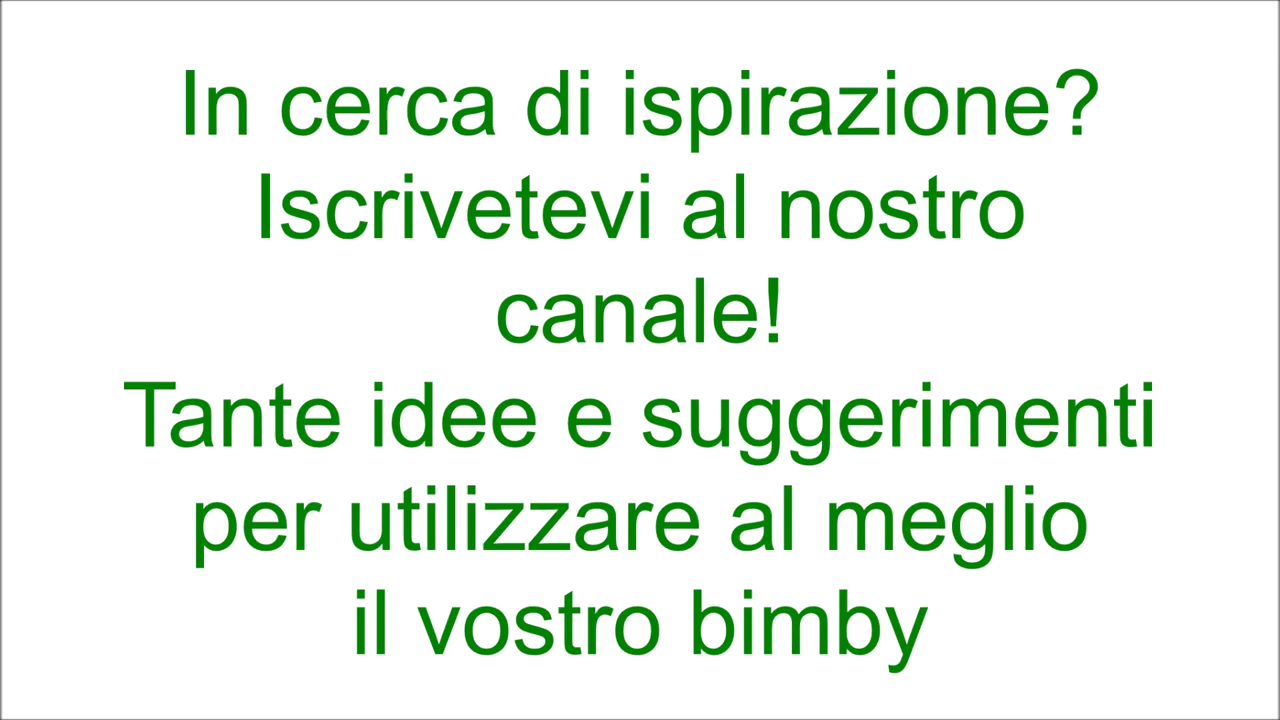 In cerca di ispirazione?
Iscrivetevi al nostro
canale!
Tante idee e suggerimenti
per utilizzare al meglio
il vostro bimby